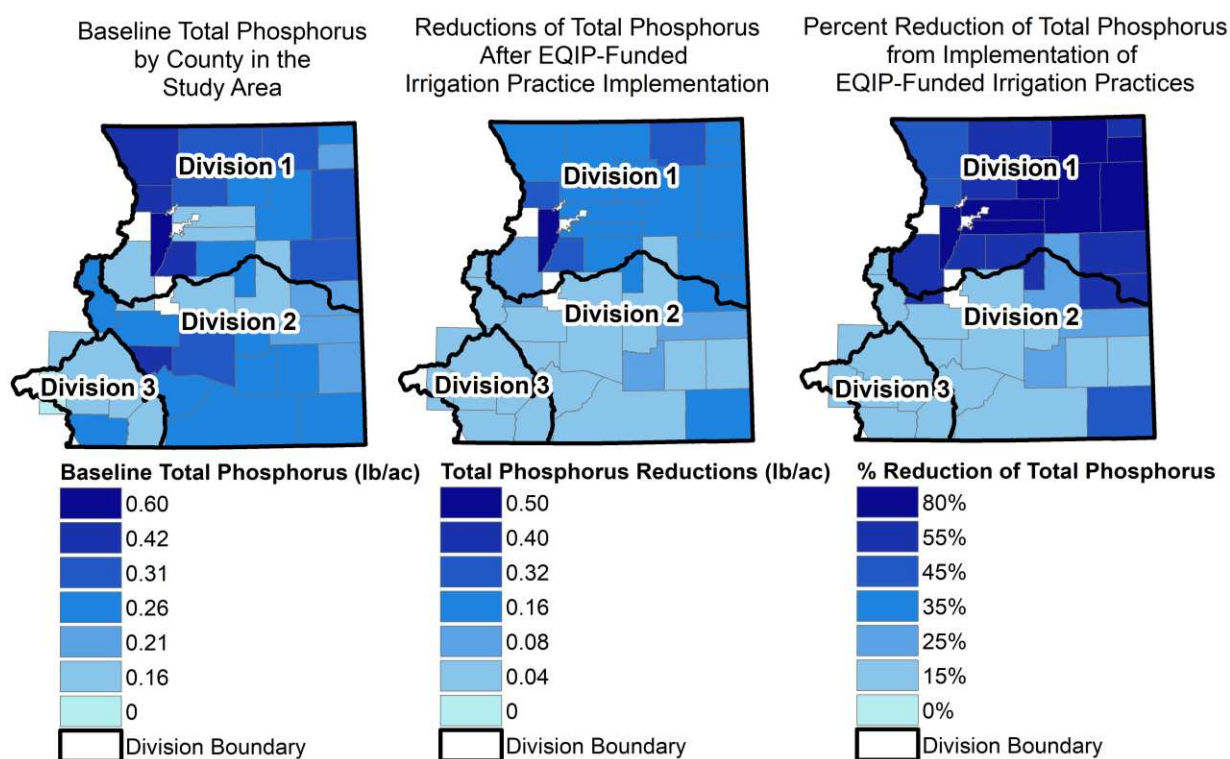 Baseline Total Phosphorus
by County in the
Study Area
Division 1
Division 2
Division 3
Baseline Total Phosphorus (lb/ac)
0.60
0.42
0.31
0.26
0.21
0.16
0
Division Boundary
Reductions of Total Phosphorus
After EQIP-Funded
Irrigation Practice Implementation
Division 1
Division 2
Division 3
Total Phosphorus Reductions (lb/ac)
0.50
0.40
0.32
0.16
0.08
0.04
0
Division Boundary
Percent Reduction of Total Phosphorus
from Implementation of
EQIP-Funded Irrigation Practices
Division 1
Division 2
Division 3
% Reduction of Total Phosphorus
80%
55%
45%
35%
25%
15%
0%
Division Boundary